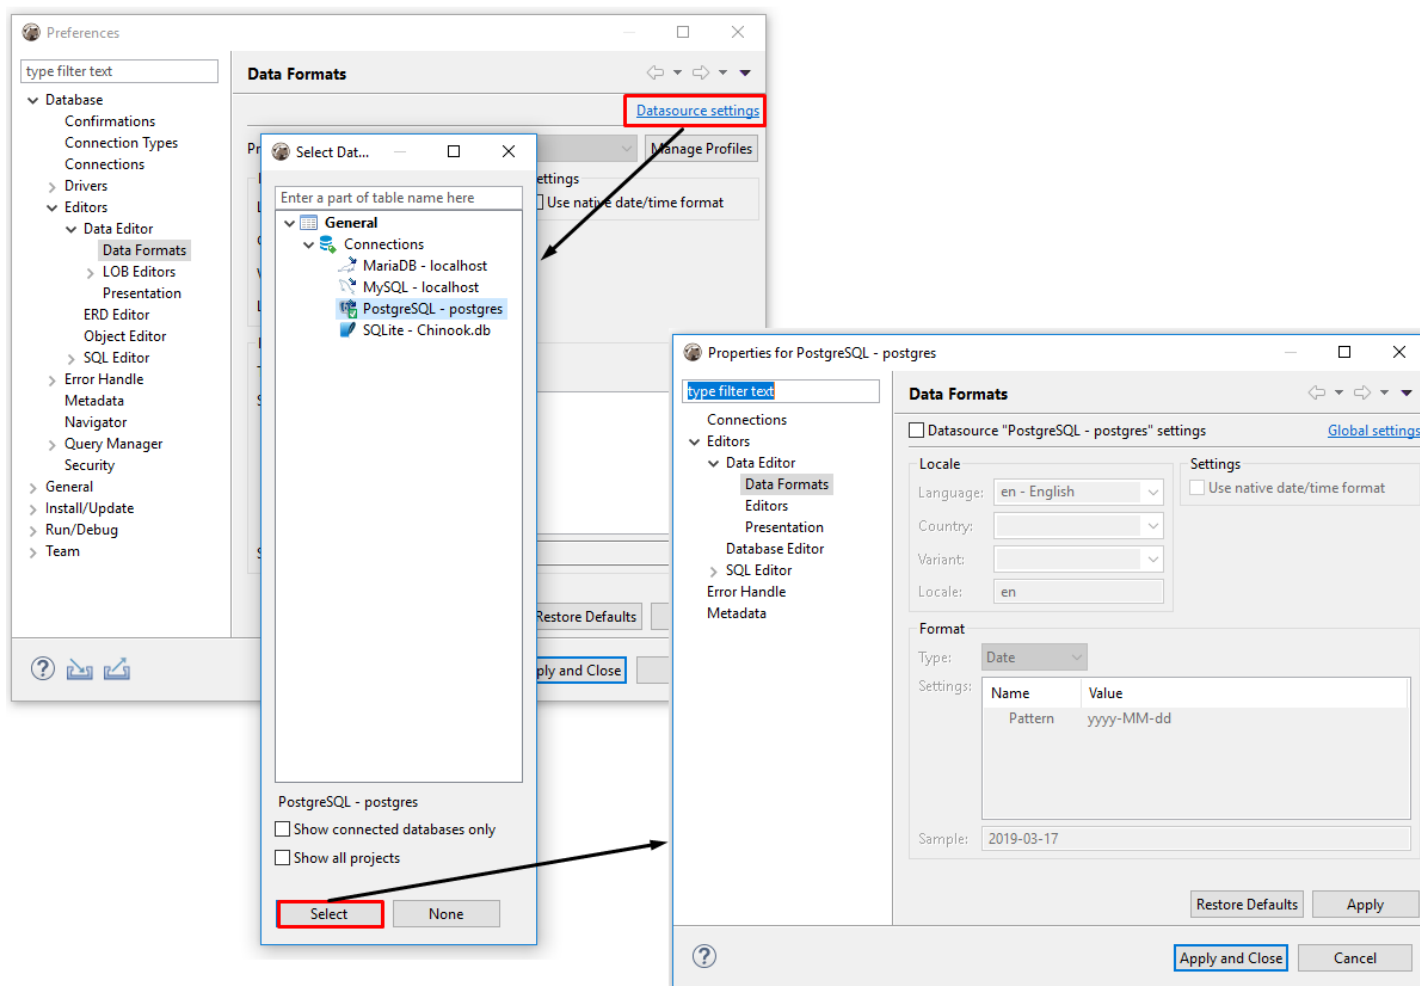 Preferences
type filter text
Data Formats
Datasource settings
Database
Confirmations
Connection Types
Connections
Drivers
Editors
Data Editor
Data Formats
LOB Editors
Presentation
ERD Editor
Object Editor
SQL Editor
Error Handle
Metadata
Navigator
Query Manager
Security
General
Install/Update
Run/Debug
Team
Pr
Manage Profiles
ettings
Use native date/time format
Restore Defaults
ply and Close
Select Dat...
Enter a part of table name here
General
Connections
MariaDB - localhost
MySQL - localhost
PostgreSQL - postgres
SQLite - Chinook.db
PostgreSQL - postgres
Show connected databases only
Show all projects
Select
None
Properties for PostgreSQL - postgres
type filter text
Data Formats
Connections
Editors
Data Editor
Data Formats
Editors
Presentation
Database Editor
SQL Editor
Error Handle
Metadata
Datasource "PostgreSQL - postgres" settings
Global settings
Locale
Language: en - English
Country:
Variant:
Locale: en
Settings
Use native date/time format
Format
Type: Date
Settings:
Name Value
Pattern yyyy-MM-dd
Sample: 2019-03-17
Restore Defaults
Apply
Apply and Close
Cancel